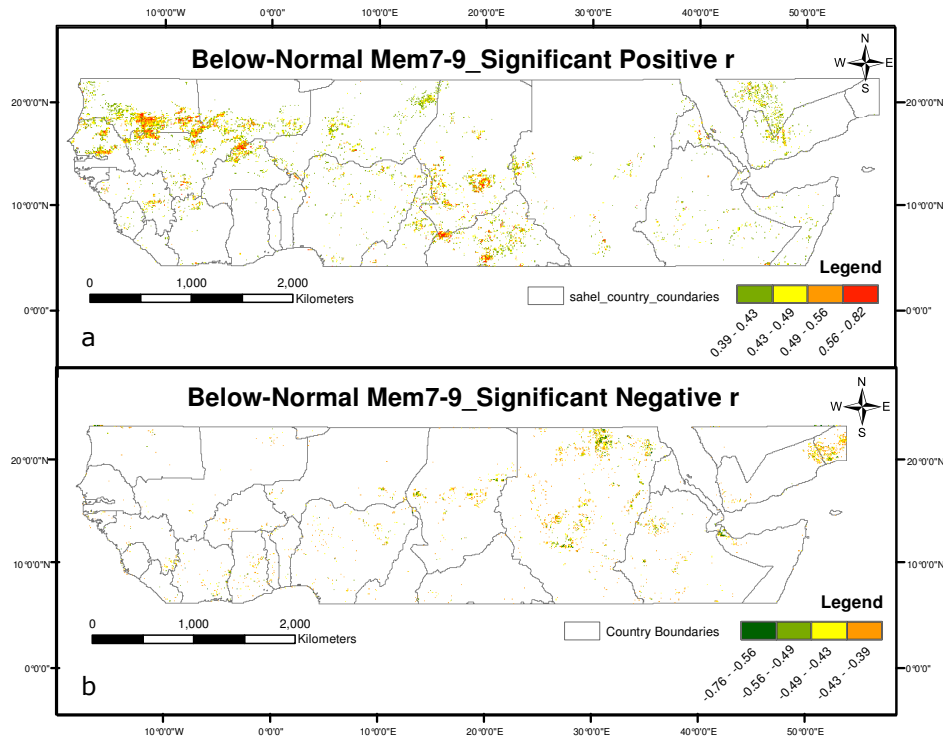 10°0'0"W 0°0'0" 10°0'0"E 20°0'0"E 30°0'0"E 40°0'0"E 50°0'0"E
Below-Normal Mem7-9_Significant Positive r
N
W E
S
20°0'0"N 20°0'0"N
10°0'0"N 10°0'0"N
Legend
0 1,000 2,000
Kilometers
sahel_country_coundaries
0°0'0" 0°0'0"
0.39 - 0.43 0.43 - 0.49 0.49 - 0.56 0.56 - 0.82
a
Below-Normal Mem7-9_Significant Negative r
N
W E
S
20°0'0"N 20°0'0"N
10°0'0"N 10°0'0"N
Legend
0 1,000 2,000
Kilometers
Country Boundaries
0°0'0" 0°0'0"
-0.76 - -0.56 -0.56 - -0.49 -0.49 - -0.43 -0.43 - -0.39
b
10°0'0"W 0°0'0" 10°0'0"E 20°0'0"E 30°0'0"E 40°0'0"E 50°0'0"E